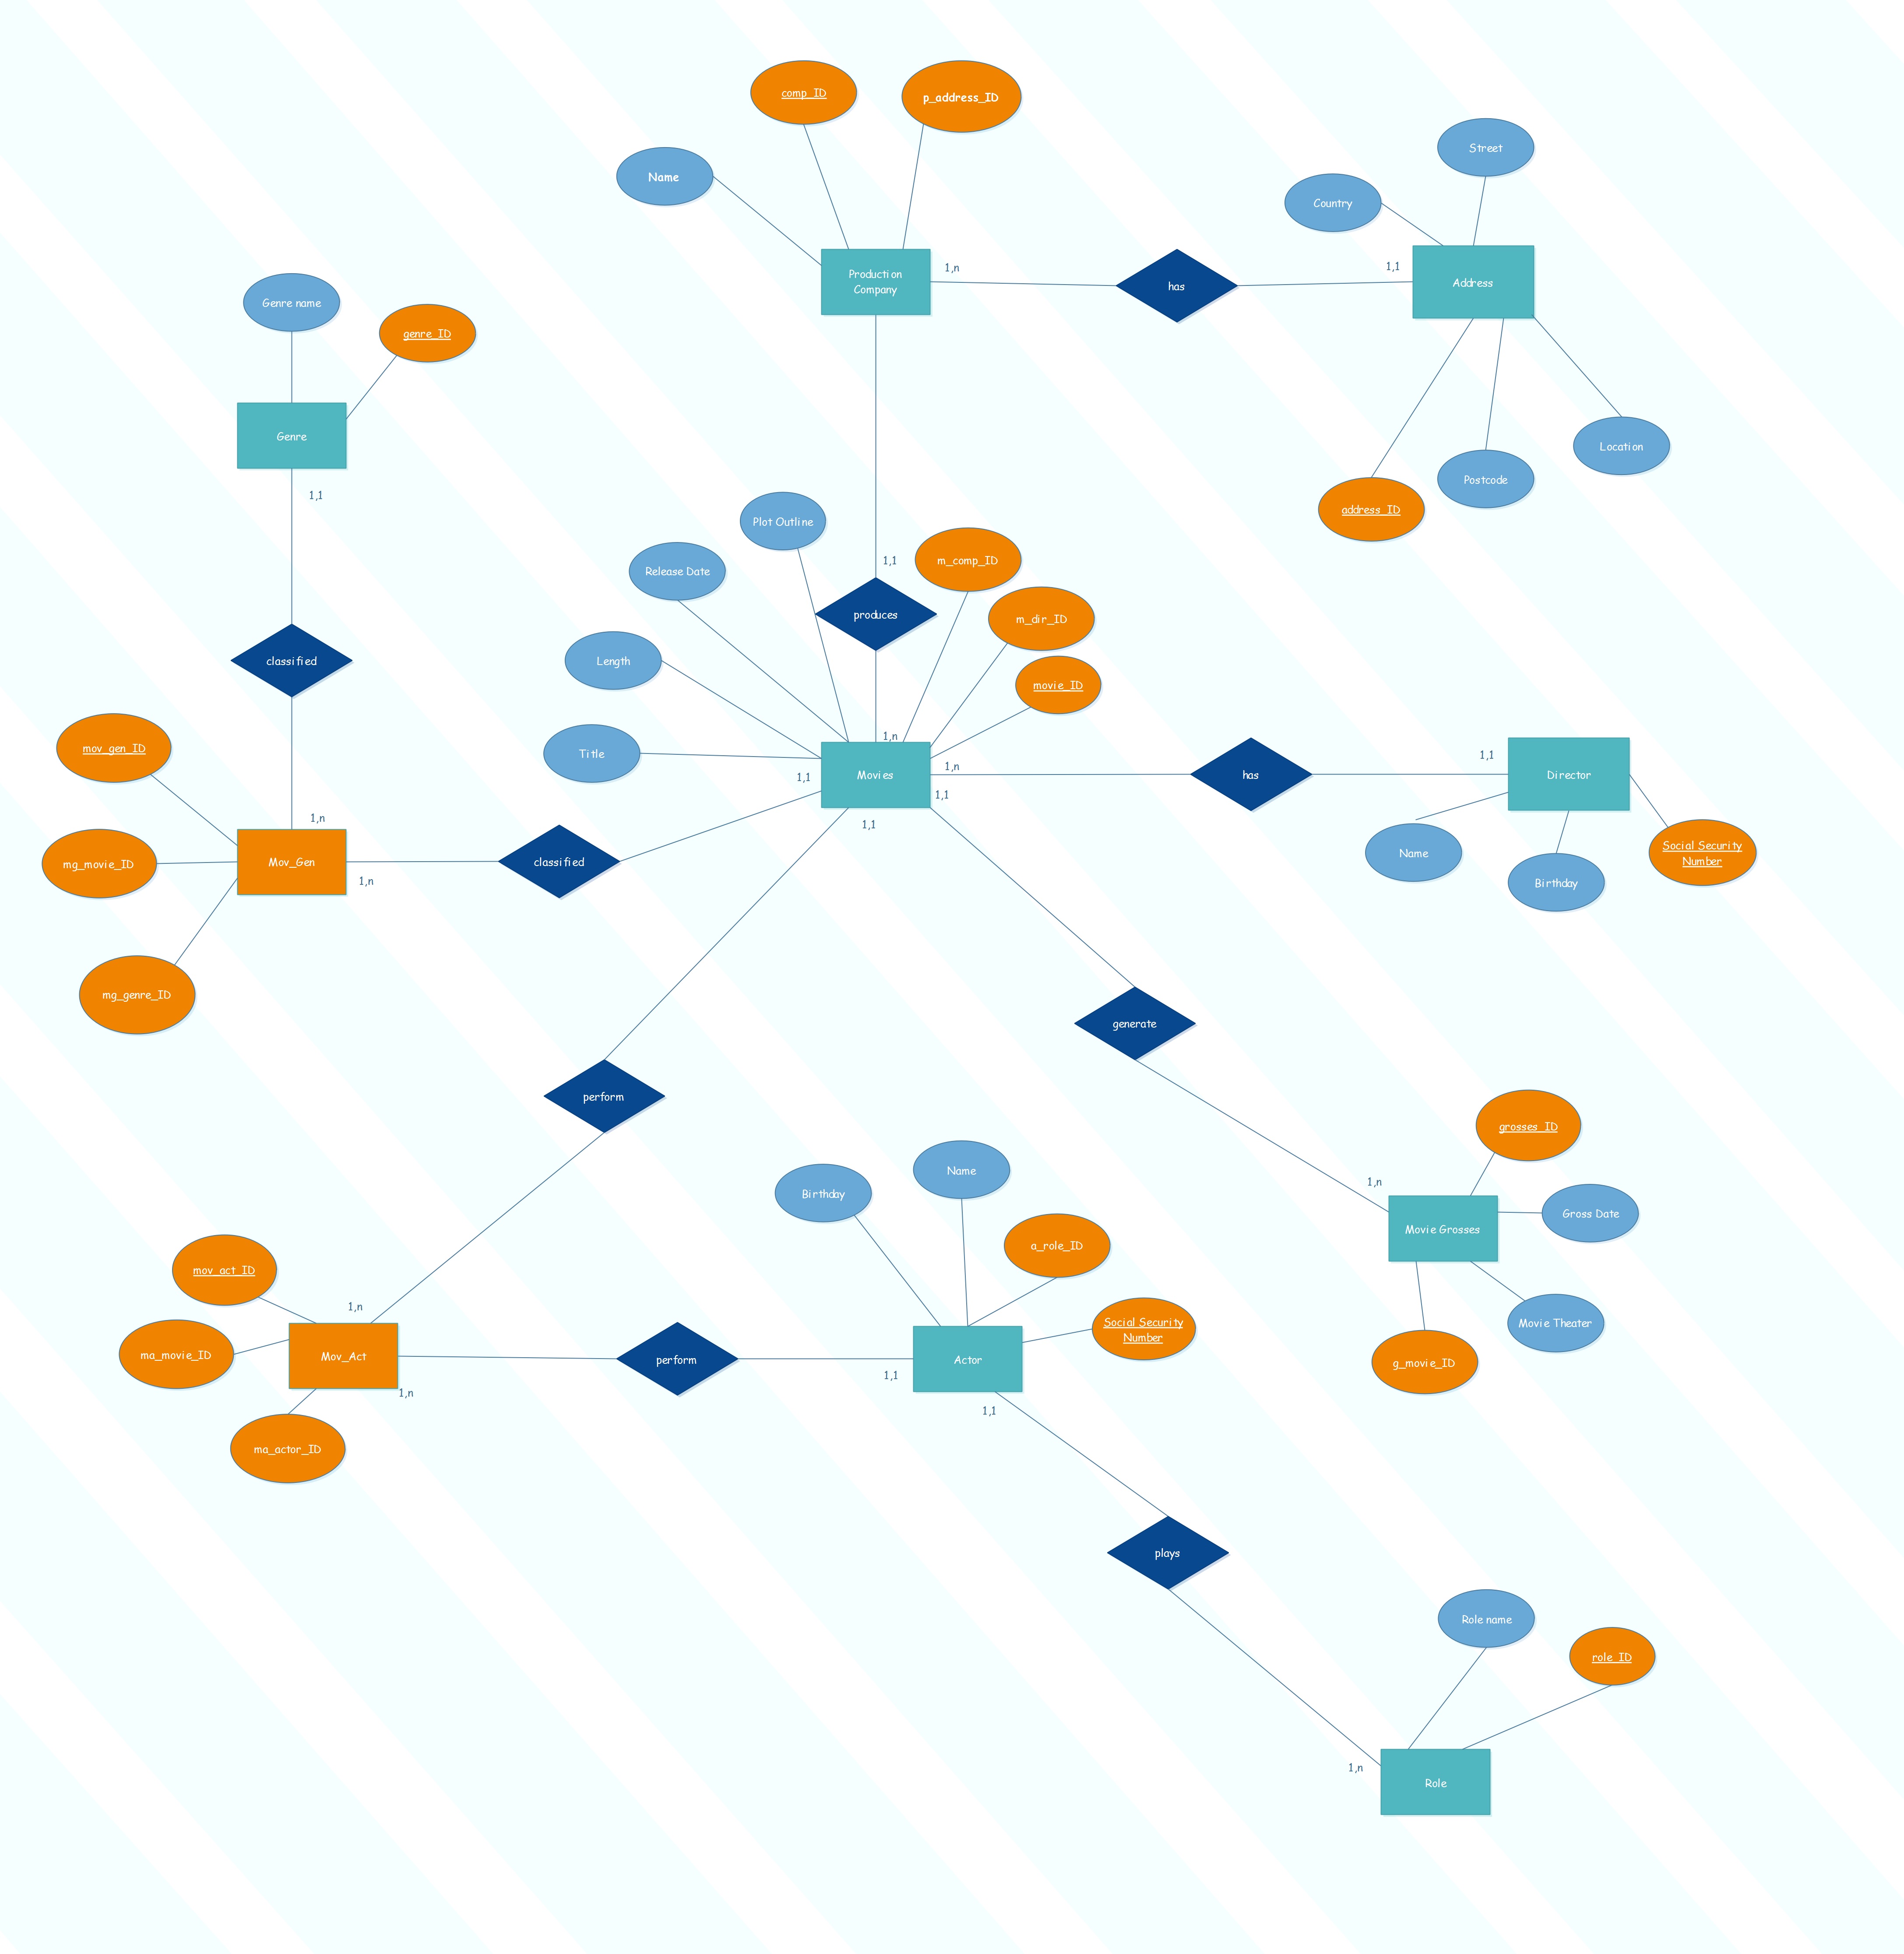 comp_ID
p_address_ID
Name
Street
Country
Production
Company
1,n
has
1,1
Address
Genre name
genre_ID
Genre
Location
Postcode
address_ID
1,1
Plot Outline
Release Date
1,1
m_comp_ID
produces
m_dir_ID
Length
classified
movie_ID
mov_gen_ID
1,n
Title
1,1
Movies
1,n
has
1,1
Director
1,1
1,n
1,1
mg_movie_ID
Mov_Gen
1,n
classified
Name
Birthday
Social Security
Number
mg_genre_ID
generate
perform
grosses_ID
Birthday
Name
1,n
Gross Date
Movie Grosses
a_role_ID
mov_act_ID
1,n
Social Security
Number
Movie Theater
ma_movie_ID
Mov_Act
perform
Actor
g_movie_ID
1,n
1,1
1,1
ma_actor_ID
plays
Role name
role_ID
1,n
Role